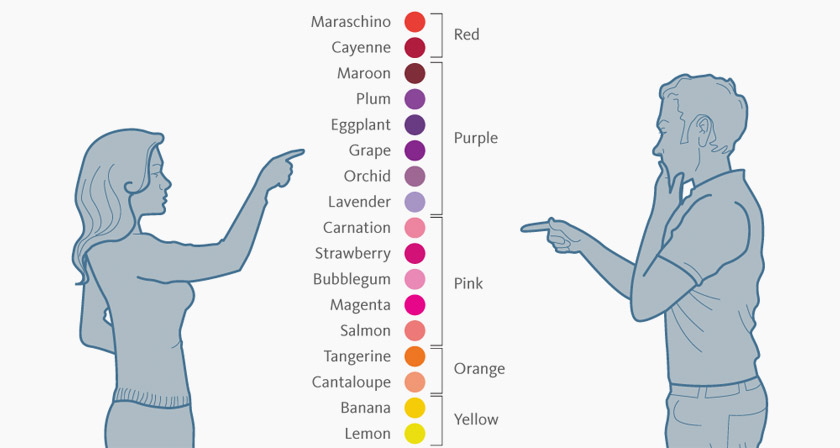 Maraschino
Cayenne
Red
Maroon
Plum
Eggplant
Grape
Orchid
Lavender
Purple
Carnation
Strawberry
Bubblegum
Magenta
Salmon
Pink
Tangerine
Cantaloupe
Orange
Banana
Lemon
Yellow